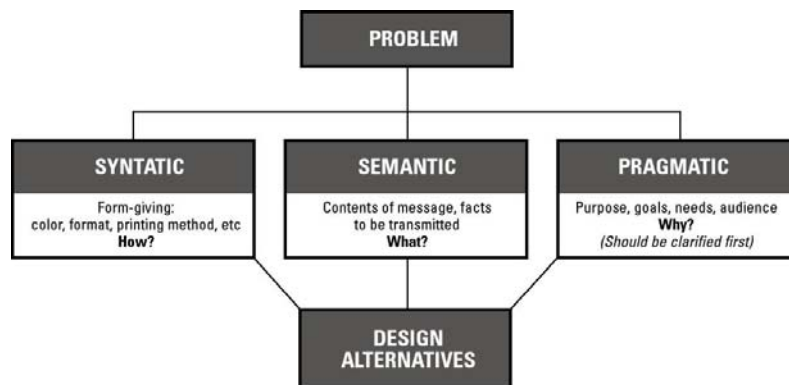 PROBLEM
SYNTATIC
Form-giving:
color, format, printing method, etc
How?
SEMANTIC
Contents of message, facts
to be transmitted
What?
PRAGMATIC
Purpose, goals, needs, audience
Why?
(Should be clarified first)
DESIGN
ALTERNATIVES